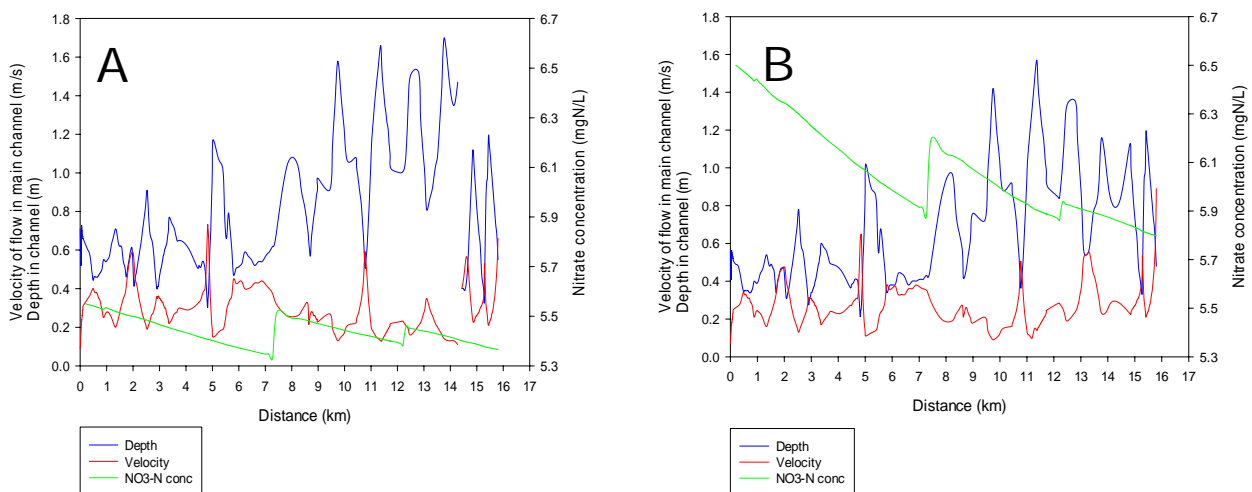 A
Velocity of flow in main channel (m/s)
Depth in channel (m)
1.8
1.6
1.4
1.2
1.0
0.8
0.6
0.4
0.2
0.0
0 1 2 3 4 5 6 7 8 9 10 11 12 13 14 15 16 17
Distance (km)
6.7
6.5
6.3
6.1
5.9
5.7
5.5
5.3
Nitrate concentration (mgN/L)
Depth
Velocity
NO3-N conc
B
Velocity of flow in main channel (m/s)
Depth in channel (m)
1.8
1.6
1.4
1.2
1.0
0.8
0.6
0.4
0.2
0.0
0 1 2 3 4 5 6 7 8 9 10 11 12 13 14 15 16 17
Distance (km)
6.7
6.5
6.3
6.1
5.9
5.7
5.5
5.3
Nitrate concentration (mgN/L)
Depth
Velocity
NO3-N conc